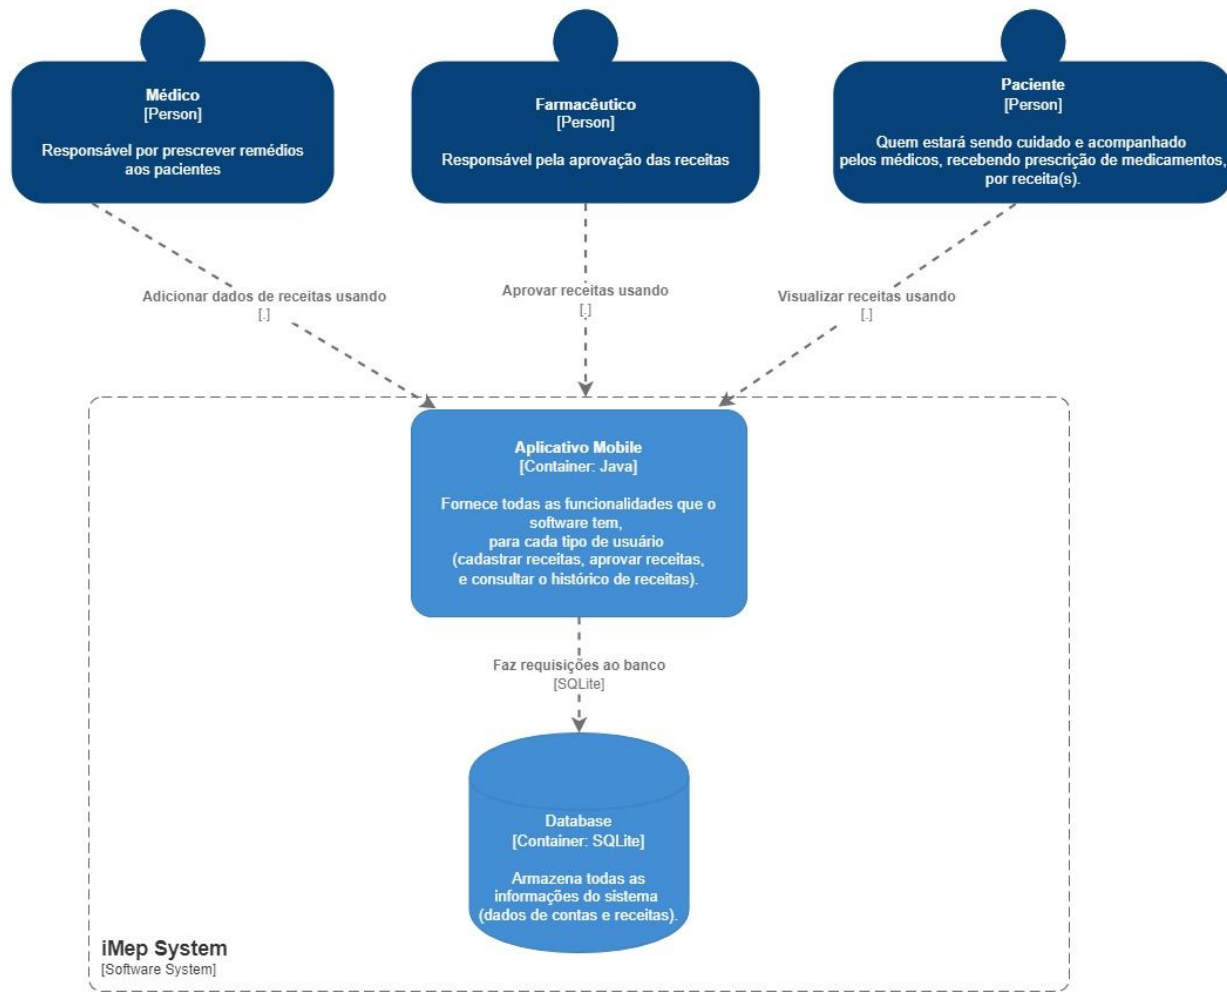 Médico
[Person]
Responsável por prescrever remédios
aos pacientes
Farmacêutico
[Person]
Responsável pela aprovação das receitas
Paciente
[Person]
Quem estará sendo cuidado e acompanhado
pelos médicos, recebendo prescrição de medicamentos,
por receita(s).
Adicionar dados de receitas usando
[.]
Aprovar receitas usando
[.]
Visualizar receitas usando
[.]
Aplicativo Mobile
[Container: Java]
Fornece todas as funcionalidades que o
software tem,
para cada tipo de usuário
(cadastrar receitas, aprovar receitas,
e consultar o histórico de receitas).
Faz requisições ao banco
[SQLite]
Database
[Container: SQLite]
Armazena todas as
informações do sistema
(dados de contas e receitas).
iMep System
[Software System]